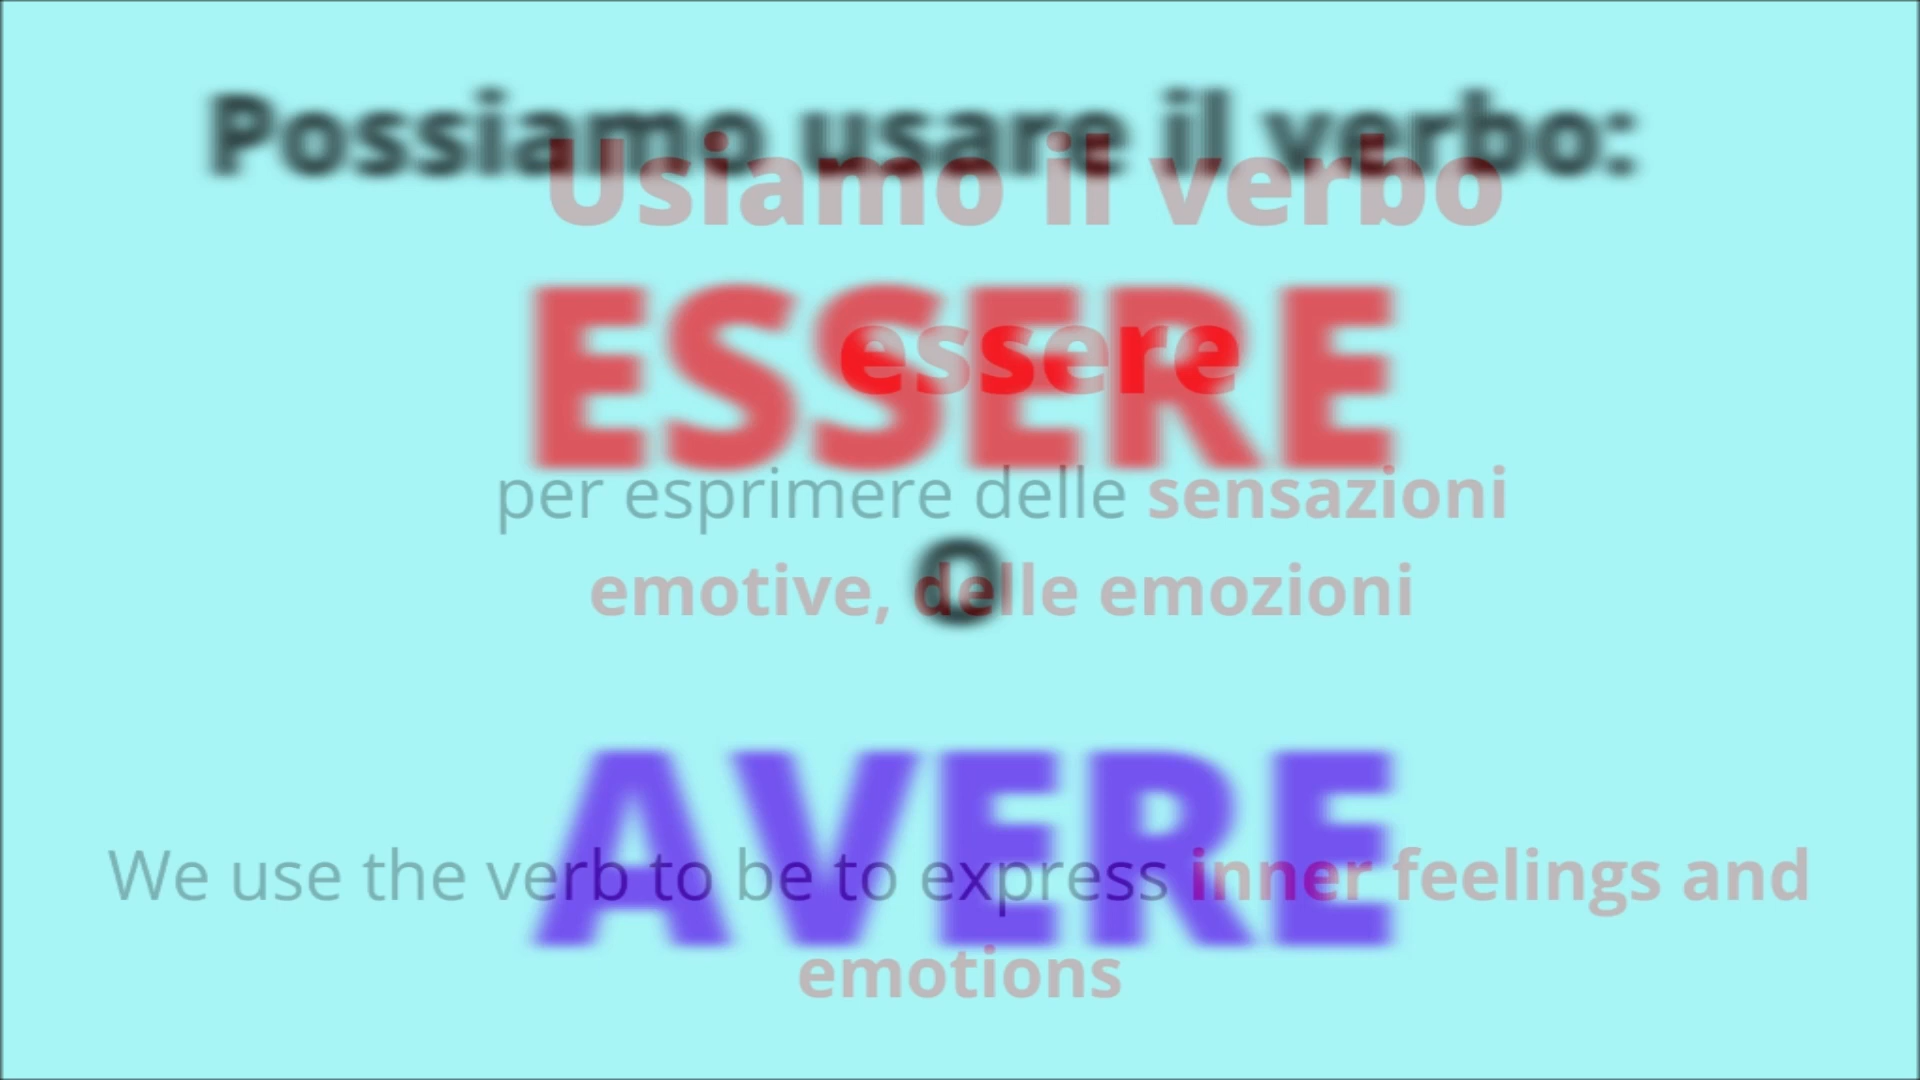 Possiamo usare il verbo:
Usiamo il verbo
ESSERE
essere
per esprimere delle sensazioni
emotive, delle emozioni
O
AVERE
We use the verb to be to express inner feelings and
emotions